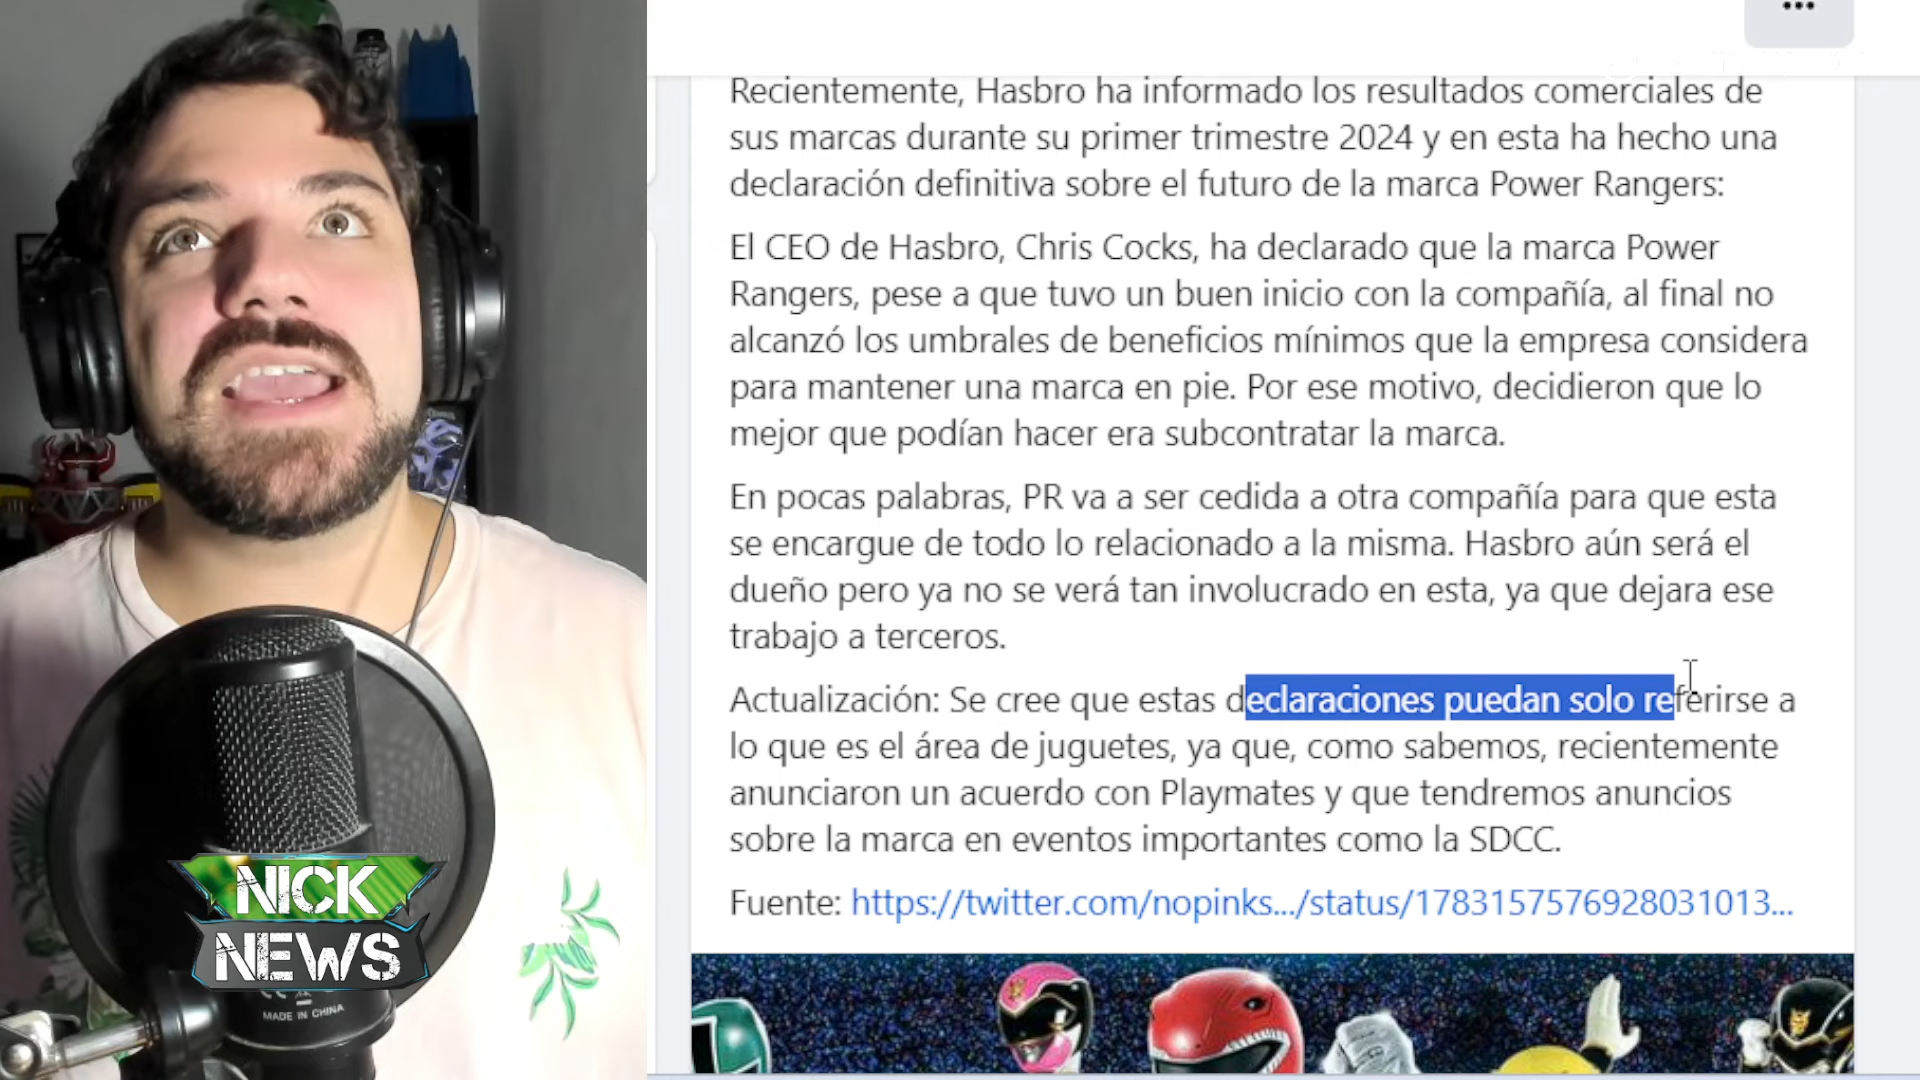 Recientemente, Hasbro ha informado los resultados comerciales de
sus marcas durante su primer trimestre 2024 y en esta ha hecho una
declaración definitiva sobre el futuro de la marca Power Rangers:
El CEO de Hasbro, Chris Cocks, ha declarado que la marca Power
Rangers, pese a que tuvo un buen inicio con la compañía, al final no
alcanzó los umbrales de beneficios mínimos que la empresa considera
para mantener una marca en pie. Por ese motivo, decidieron que lo
mejor que podían hacer era subcontratar la marca.
En pocas palabras, PR va a ser cedida a otra compañía para que esta
se encargue de todo lo relacionado a la misma. Hasbro aún será el
dueño pero ya no se verá tan involucrado en esta, ya que dejara ese
trabajo a terceros.
Actualización: Se cree que estas declaraciones puedan solo referirse a
lo que es el área de juguetes, ya que, como sabemos, recientemente
anunciaron un acuerdo con Playmates y que tendremos anuncios
sobre la marca en eventos importantes como la SDCC.
Fuente: https://twitter.com/nopinks.../status/1783157576928031013...
NICK
NEWS
MADE IN CHINA